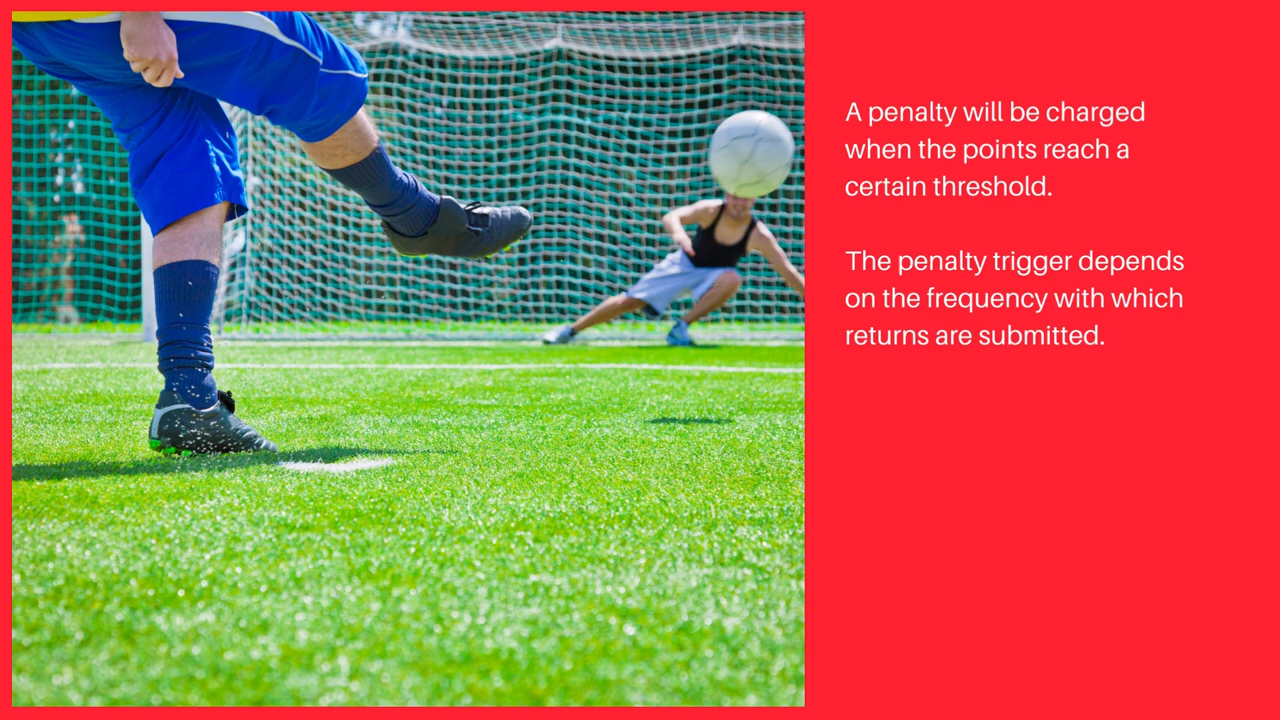 A penalty will be charged
when the points reach a
certain threshold.
The penalty trigger depends
on the frequency with which
returns are submitted.